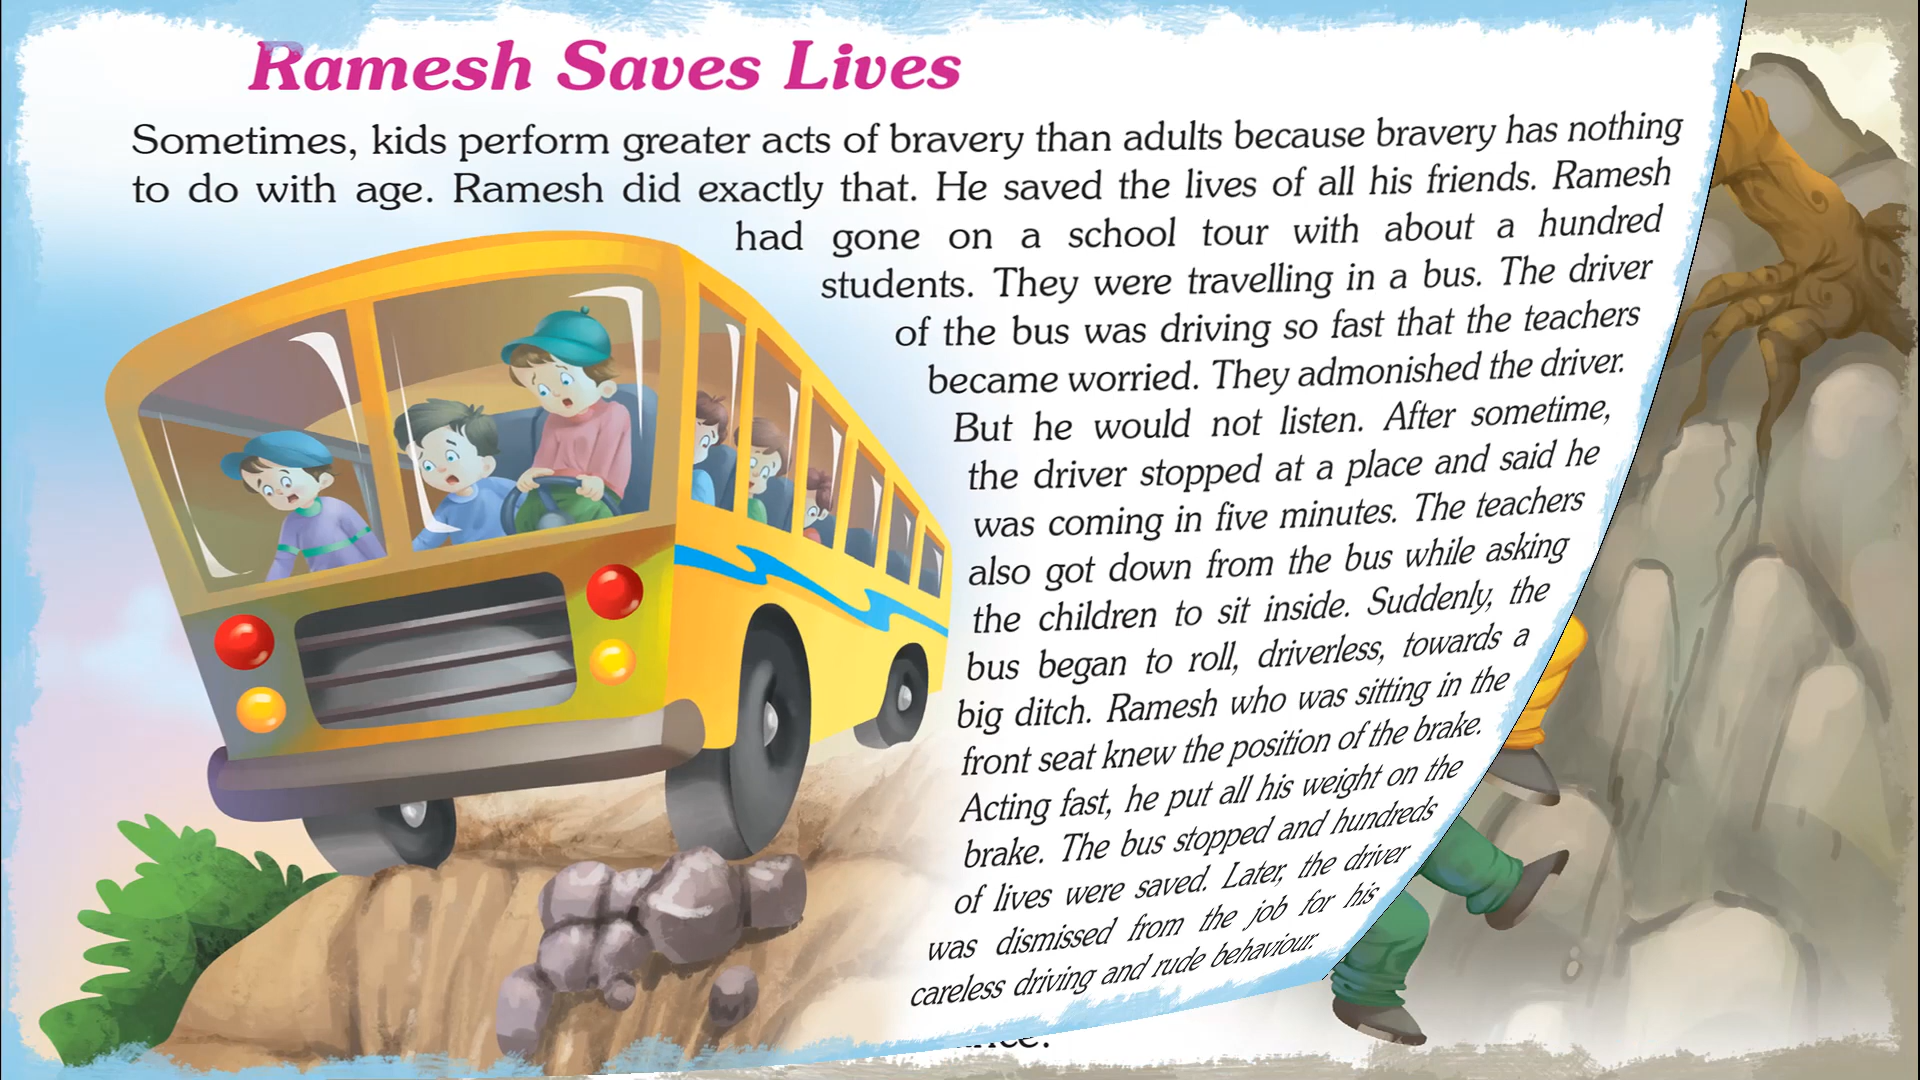 Ramesh Saves Lives
Sometimes, kids perform greater acts of bravery than adults because bravery has nothing
to do with age. Ramesh did exactly that. He saved the lives of all his friends. Ramesh
had gone on a school tour with about a hundred
students. They were travelling in a bus. The driver
of the bus was driving so fast that the teachers
became worried. They admonished the driver.
But he would not listen. After sometime,
the driver stopped at a place and said he
was coming in five minutes. The teachers
also got down from the bus while asking
the children to sit inside. Suddenly, the
bus began to roll, driverless, towards a
big ditch. Ramesh who was sitting in the
front seat knew the position of the brake.
Acting fast, he put all his weight on the
brake. The bus stopped and hundreds
of lives were saved. Later, the driver
was dismissed from the job for his
careless driving and rude behaviour.